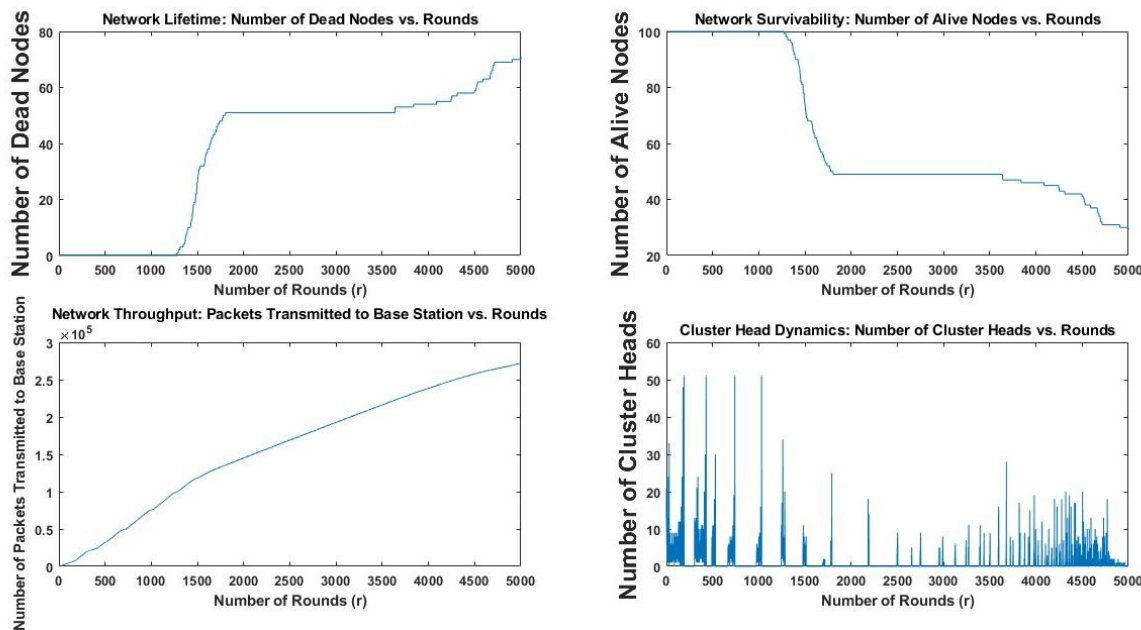 Network Lifetime: Number of Dead Nodes vs. Rounds
Number of Dead Nodes
80
60
40
20
0
0 500 1000 1500 2000 2500 3000 3500 4000 4500 5000
Number of Rounds (r)
Network Survivability: Number of Alive Nodes vs. Rounds
Number of Alive Nodes
100
80
60
40
20
0 500 1000 1500 2000 2500 3000 3500 4000 4500 5000
Number of Rounds (r)
Network Throughput: Packets Transmitted to Base Station vs. Rounds
Number of Packets Transmitted to Base Station
×10^5
3
2.5
2
1.5
1
0.5
0
0 500 1000 1500 2000 2500 3000 3500 4000 4500 5000
Number of Rounds (r)
Cluster Head Dynamics: Number of Cluster Heads vs. Rounds
Number of Cluster Heads
60
50
40
30
20
10
0
0 500 1000 1500 2000 2500 3000 3500 4000 4500 5000
Number of Rounds (r)